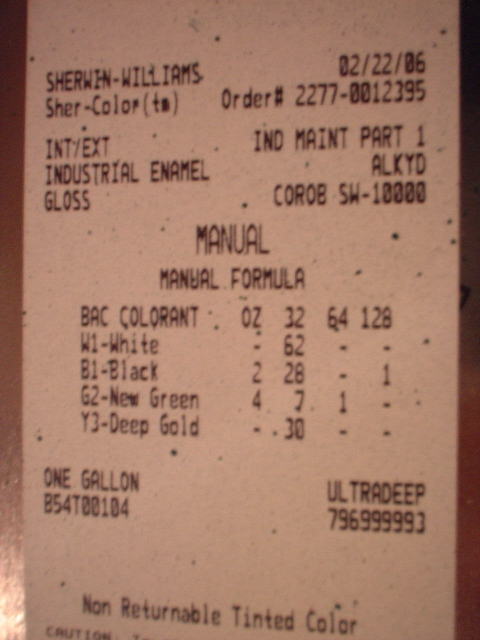 SHERWIN-WILLIAMS 02/22/06
Sher-Color(tm) Order# 2277-0012395
INT/EXT IND MAINT PART 1
INDUSTRIAL ENAMEL ALKYD
GLOSS COROB SW-10000
MANUAL
MANUAL FORMULA
BAC COLORANT OZ 32 64 128
W1-White - 62 - -
B1-Black 2 28 - 1
G2-New Green 4 7 1 -
Y3-Deep Gold - 30 - -
ONE GALLON ULTRADEEP
B54T00104 796999993
Non Returnable Tinted Color
CAUTION: